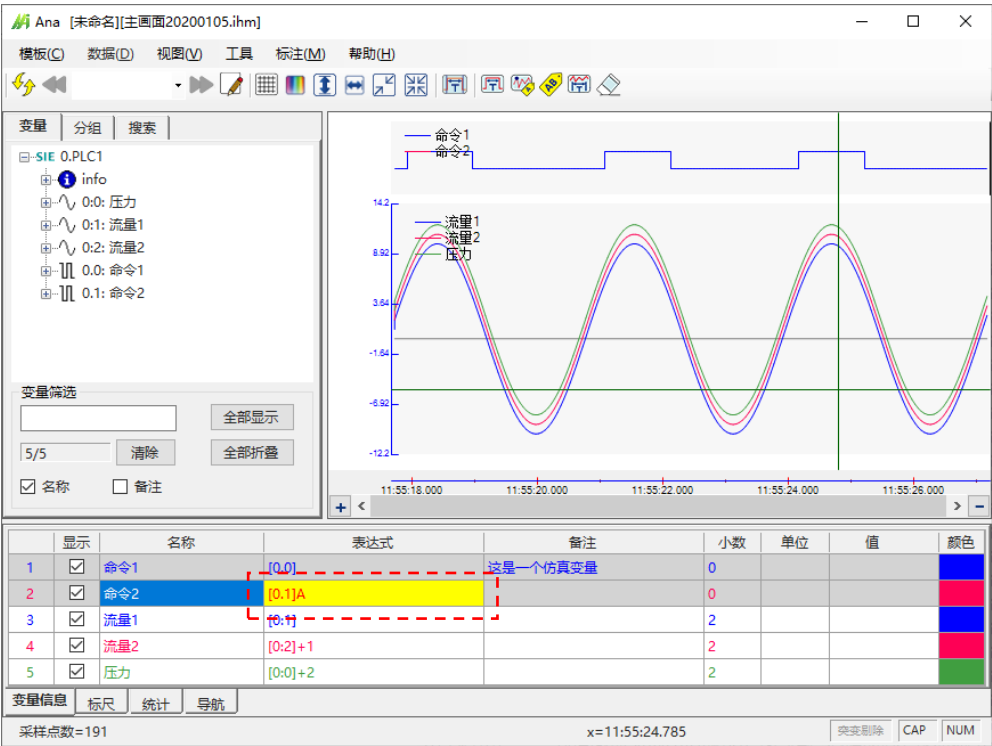 Ana [未命名][主画面20200105.ihm]
模板(C) 数据(D) 视图(V) 工具 标注(M) 帮助(H)
AB
变量 分组 搜索
SIE 0.PLC1
info
0:0: 压力
0:1: 流量1
0:2: 流量2
0.0: 命令1
0.1: 命令2
变量筛选
全部显示
5/5 清除 全部折叠
名称 备注
命令1
命令2
14.2
流量1
流量2
8.92 压力
3.64
-1.64
-6.92
-12.2
11:55:18.000 11:55:20.000 11:55:22.000 11:55:24.000 11:55:26.000
显示 名称 表达式 备注 小数 单位 值 颜色
1 命令1 [0.0] 这是一个仿真变量 0
2 命令2 [0.1]A 0
3 流量1 [0:1] 2
4 流量2 [0:2]+1 2
5 压力 [0:0]+2 2
变量信息 标尺 统计 导航
采样点数=191 x=11:55:24.785 突变剔除 CAP NUM